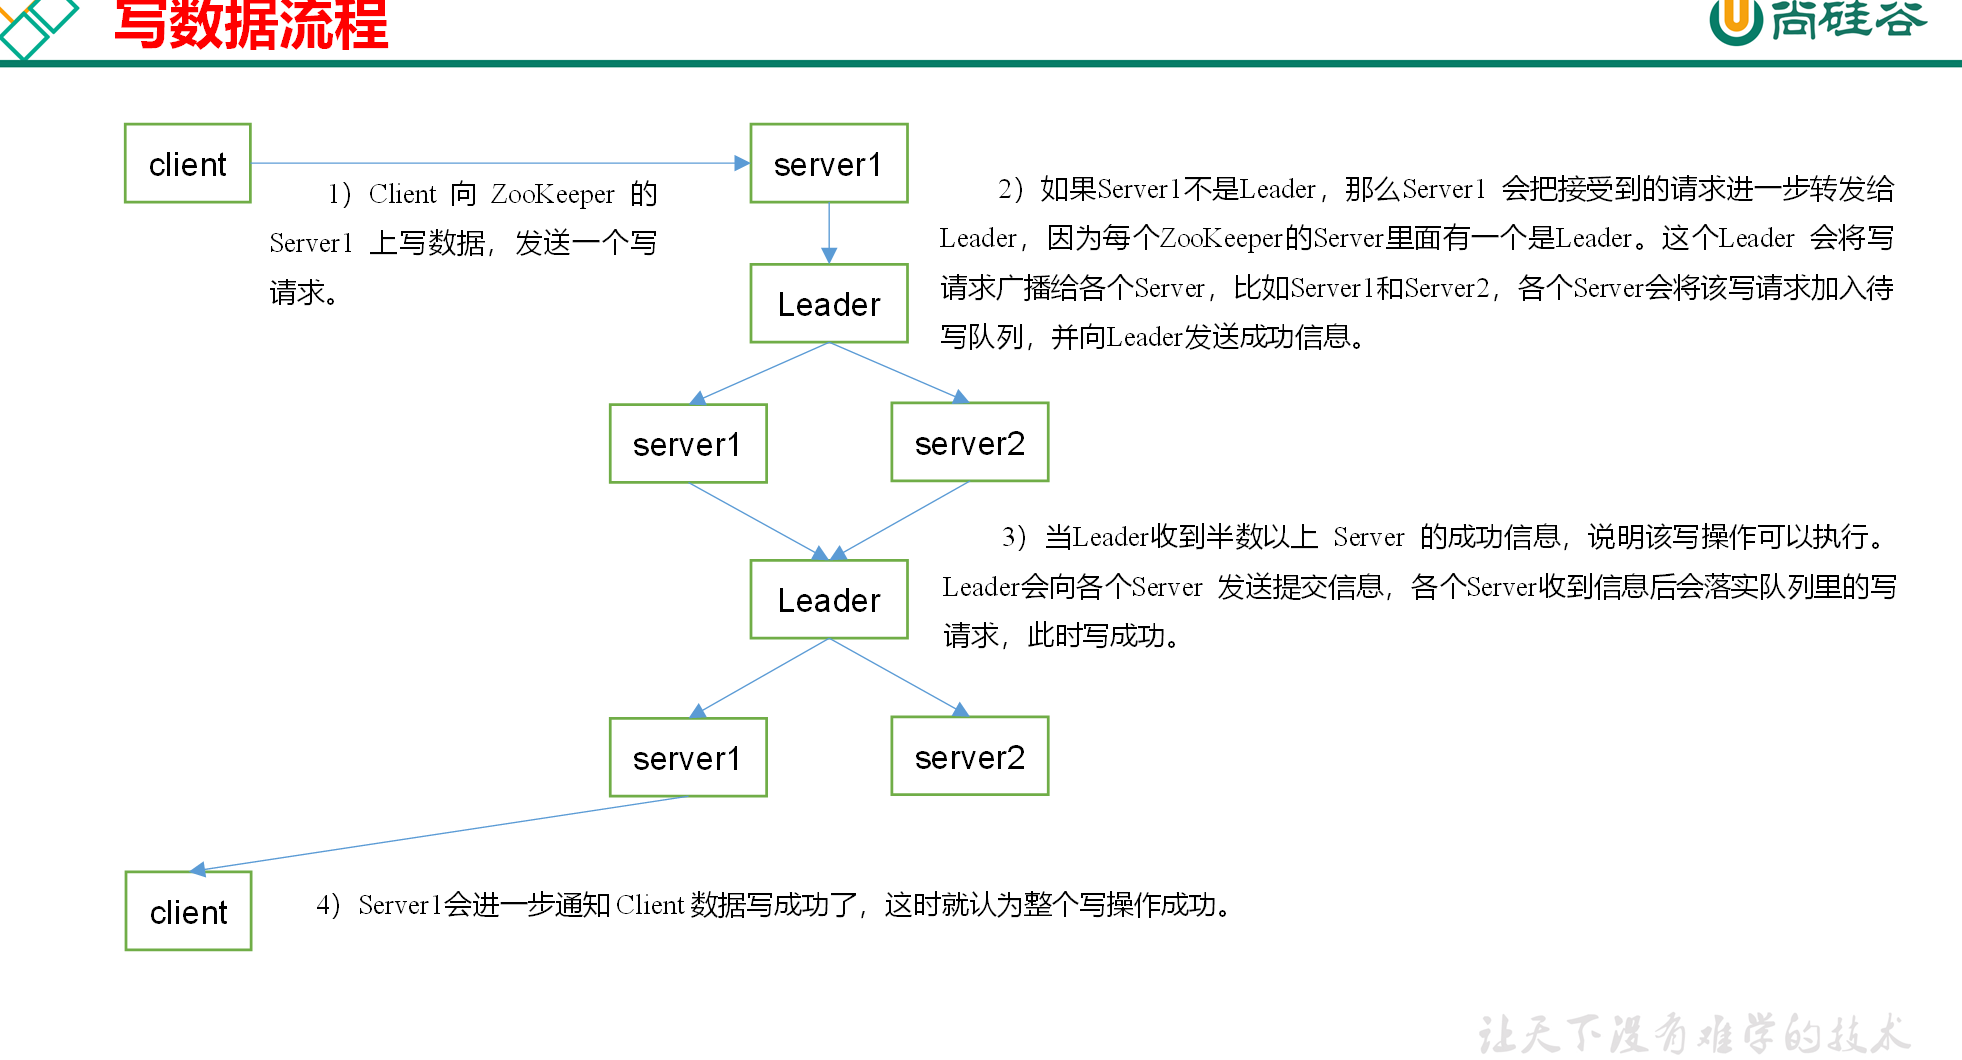 写数据流程
尚硅谷
client
server1
1）Client 向 ZooKeeper 的
Server1 上写数据，发送一个写
请求。
2）如果Server1不是Leader，那么Server1 会把接受到的请求进一步转发给
Leader，因为每个ZooKeeper的Server里面有一个是Leader。这个Leader 会将写
请求广播给各个Server，比如Server1和Server2，各个Server会将该写请求加入待
写队列，并向Leader发送成功信息。
Leader
server1
server2
3）当Leader收到半数以上 Server 的成功信息，说明该写操作可以执行。
Leader会向各个Server 发送提交信息，各个Server收到信息后会落实队列里的写
请求，此时写成功。
Leader
server1
server2
client
4）Server1会进一步通知 Client 数据写成功了，这时就认为整个写操作成功。
让天下没有难学的技术